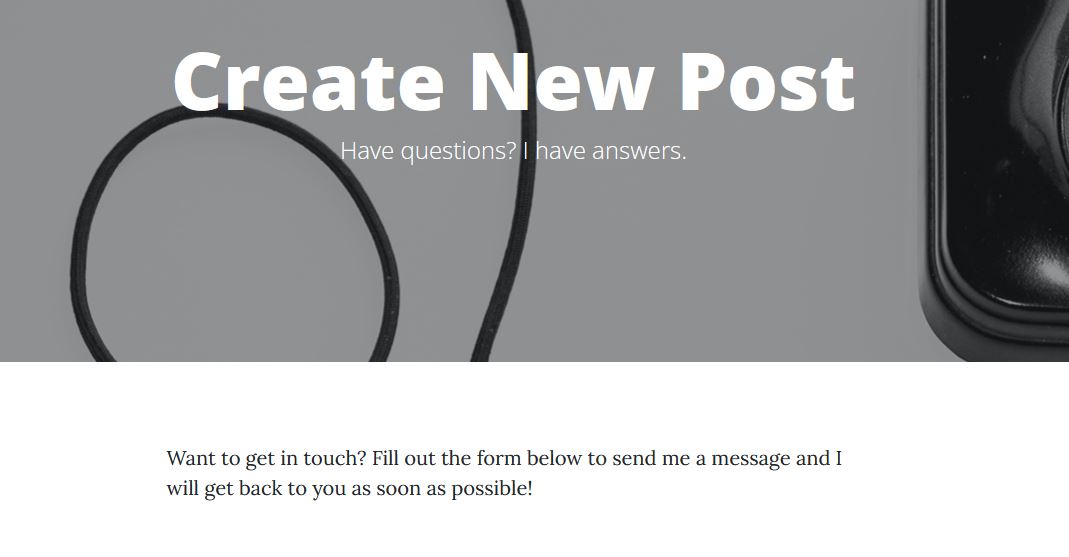 Create New Post
Have questions? I have answers.
Want to get in touch? Fill out the form below to send me a message and I
will get back to you as soon as possible!